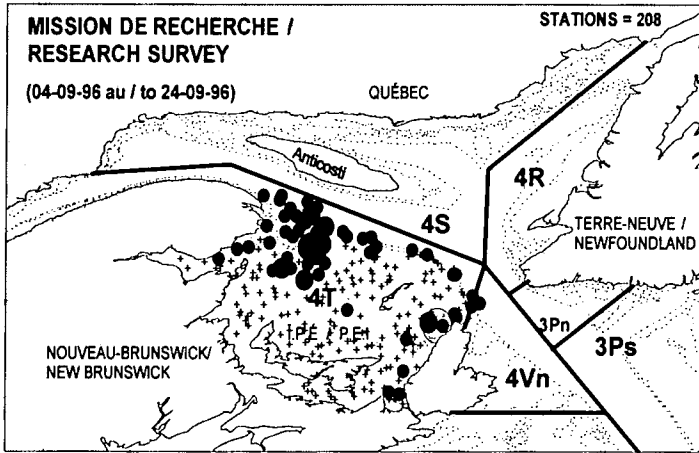 MISSION DE RECHERCHE /
RESEARCH SURVEY
(04-09-96 au / to 24-09-96)
STATIONS = 208
QUÉBEC
Anticosti
4R
4S
TERRE-NEUVE /
NEWFOUNDLAND
4T
3Pn
3Ps
NOUVEAU-BRUNSWICK/
NEW BRUNSWICK
4Vn